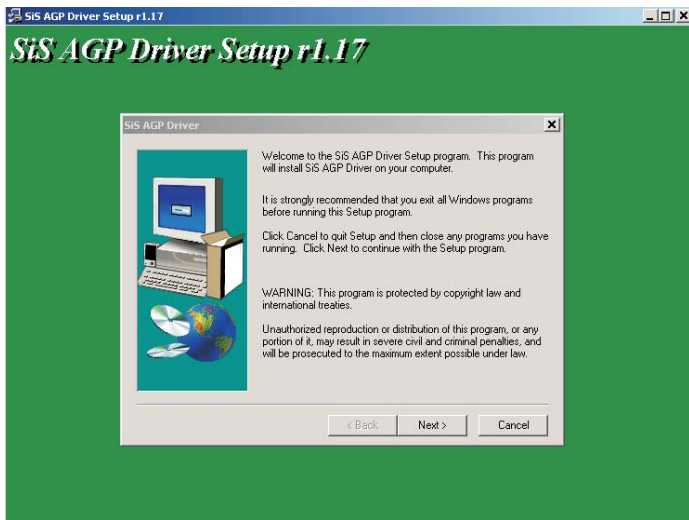 SiS AGP Driver Setup r1.17
SiS AGP Driver Setup r1.17
SiS AGP Driver
Welcome to the SiS AGP Driver Setup program. This program
will install SiS AGP Driver on your computer.
It is strongly recommended that you exit all Windows programs
before running this Setup program.
Click Cancel to quit Setup and then close any programs you have
running. Click Next to continue with the Setup program.
WARNING: This program is protected by copyright law and
international treaties.
Unauthorized reproduction or distribution of this program, or any
portion of it, may result in severe civil and criminal penalties, and
will be prosecuted to the maximum extent possible under law.
< Back Next > Cancel